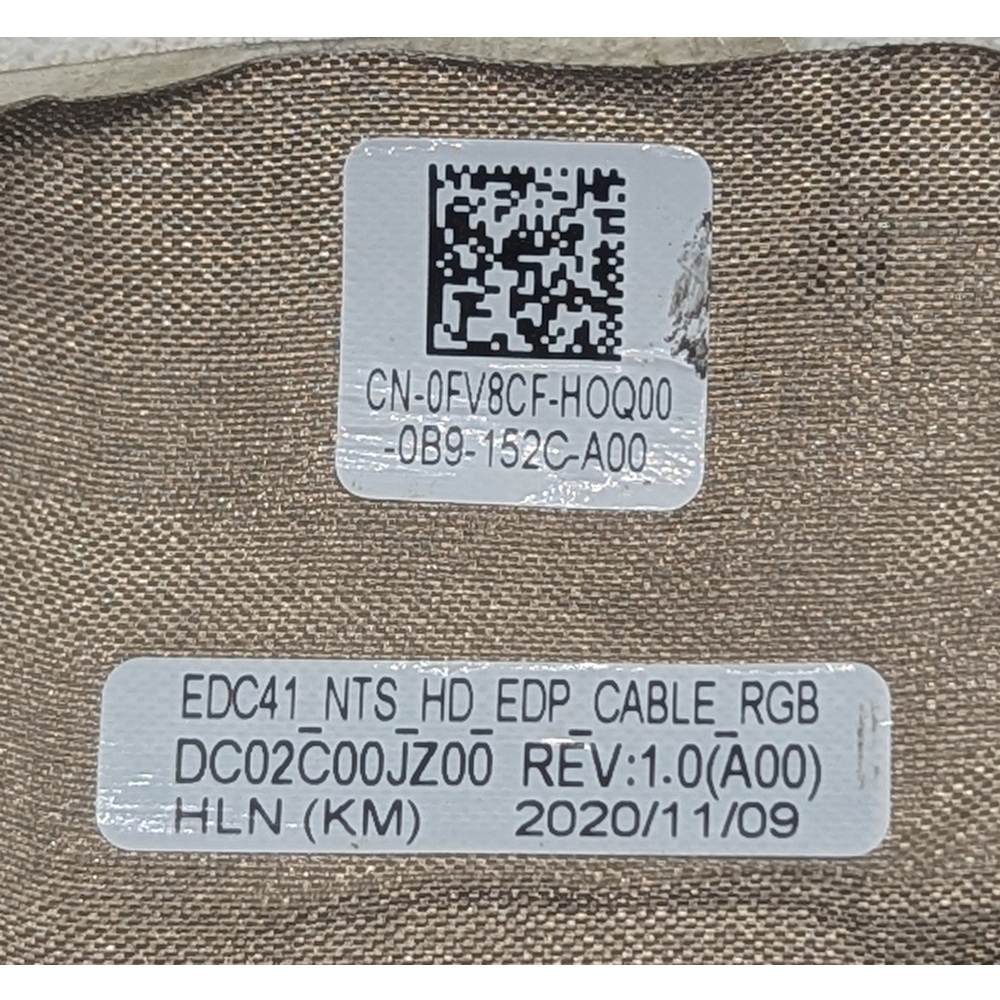 CN-0FV8CF-HOQ00
-0B9-152C-A00
EDC41_NTS_HD_EDP_CABLE_RGB
DC02C00JZ00 REV:1.0(A00)
HLN (KM) 2020/11/09